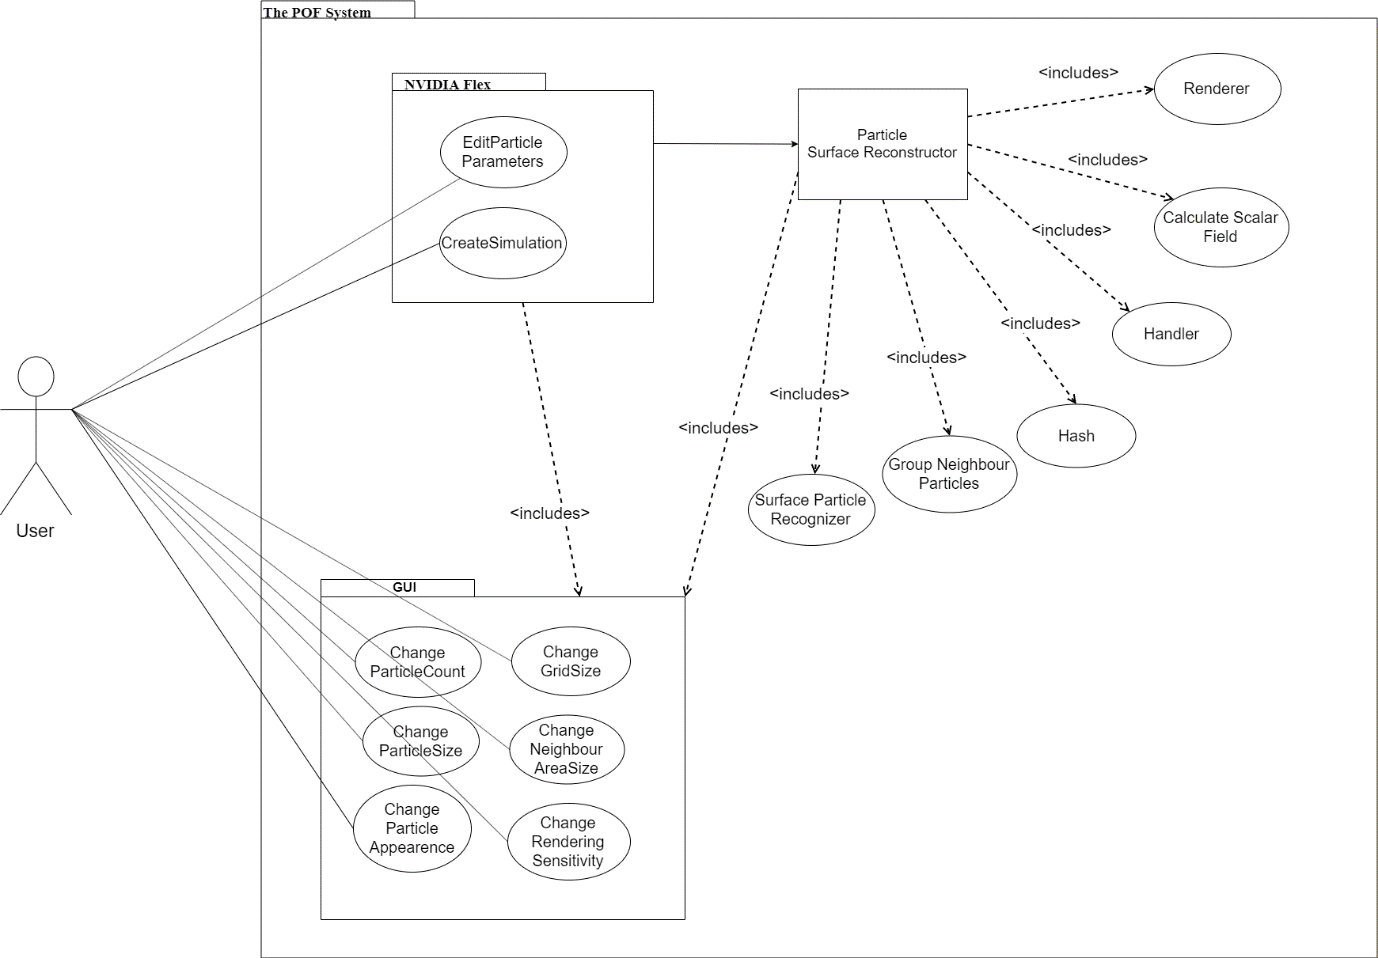 The POF System
NVIDIA Flex
EditParticle
Parameters
CreateSimulation
Particle
Surface Reconstructor
<includes>
Renderer
<includes>
Calculate Scalar
Field
<includes>
Handler
<includes>
Hash
<includes>
Group Neighbour
Particles
<includes>
Surface Particle
Recognizer
<includes>
<includes>
User
GUI
Change
ParticleCount
Change
GridSize
Change
ParticleSize
Change
Neighbour
AreaSize
Change
Particle
Appearence
Change
Rendering
Sensitivity